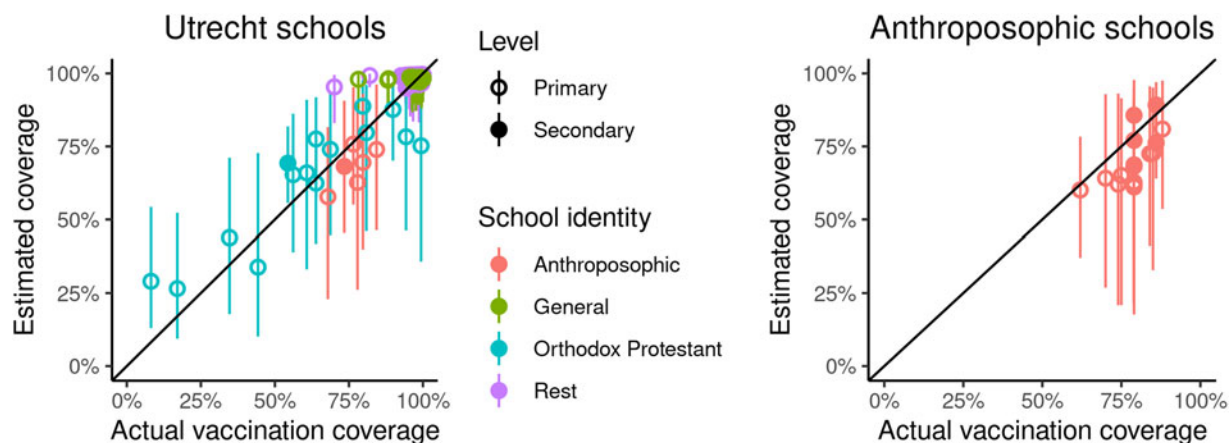 Utrecht schools
100%
75%
50%
25%
0%
0% 25% 50% 75% 100%
Estimated coverage
Actual vaccination coverage
Level
Primary
Secondary
School identity
Anthroposophic
General
Orthodox Protestant
Rest
Anthroposophic schools
100%
75%
50%
25%
0%
0% 25% 50% 75% 100%
Estimated coverage
Actual vaccination coverage